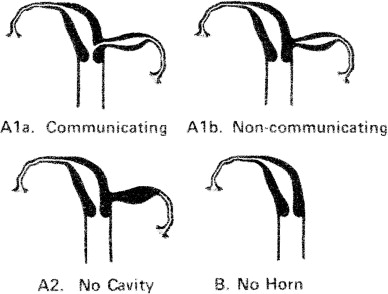 A1a. Communicating
A1b. Non-communicating
A2. No Cavity
B. No Horn